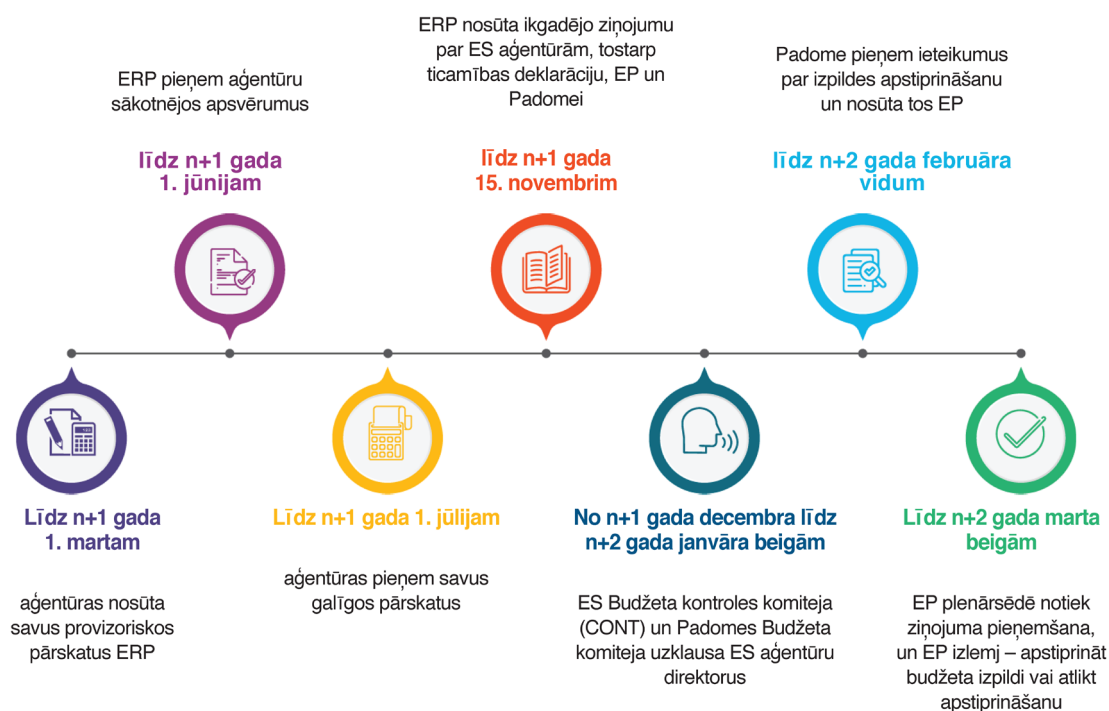 ERP pieņem aģentūru
sākotnējos apsvērumus
līdz n+1 gada
1. jūnijam
ERP nosūta ikgadējo ziņojumu
par ES aģentūrām, tostarp
ticamības deklarāciju, EP un
Padomei
līdz n+1 gada
15. novembrim
Padome pieņem ieteikumus
par izpildes apstiprināšanu
un nosūta tos EP
līdz n+2 gada februāra
vidum
Līdz n+1 gada
1. martam
aģentūras nosūta
savus provizoriskos
pārskatus ERP
Līdz n+1 gada 1. jūlijam
aģentūras pieņem savus
galīgos pārskatus
No n+1 gada decembra līdz
n+2 gada janvāra beigām
ES Budžeta kontroles komiteja
(CONT) un Padomes Budžeta
komiteja uzklausa ES aģentūru
direktorus
Līdz n+2 gada marta
beigām
EP plenārsēdē notiek
ziņojuma pieņemšana,
un EP izlemj – apstiprināt
budžeta izpildi vai atlikt
apstiprināšanu